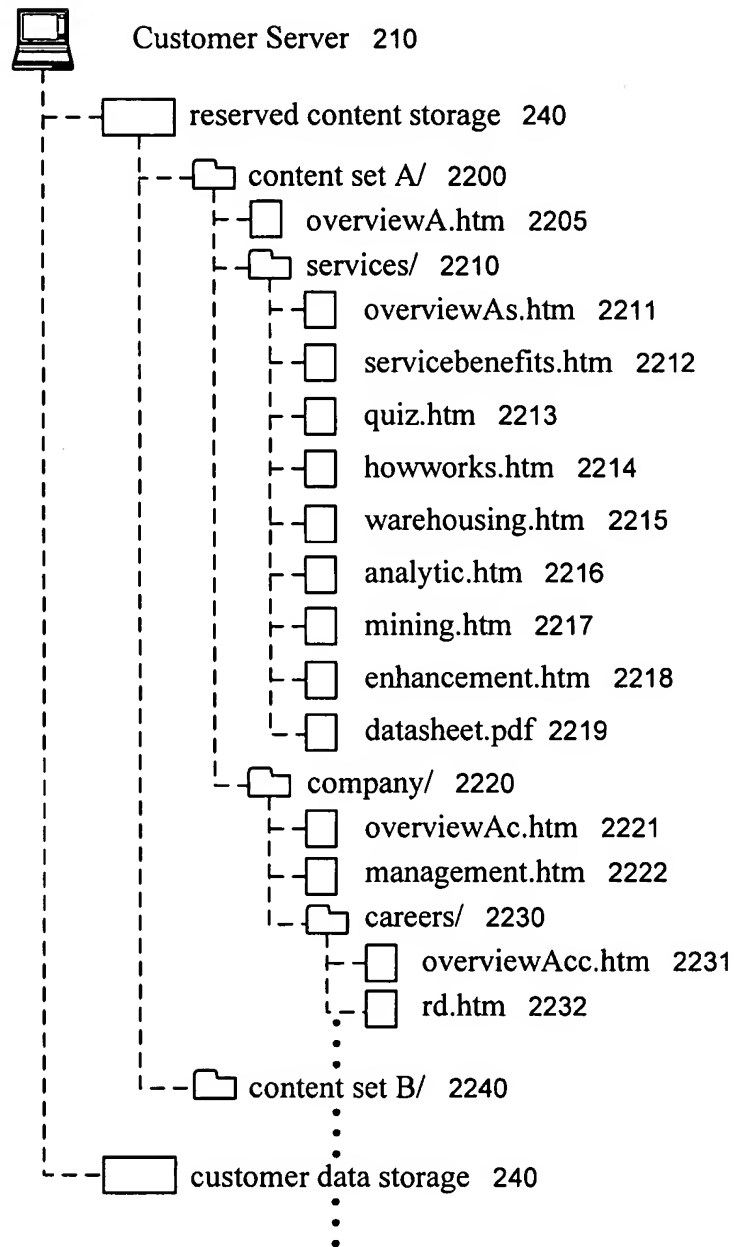 Customer Server 210
reserved content storage 240
content set A/ 2200
overviewA.htm 2205
services/ 2210
overviewAs.htm 2211
servicebenefits.htm 2212
quiz.htm 2213
howworks.htm 2214
warehousing.htm 2215
analytic.htm 2216
mining.htm 2217
enhancement.htm 2218
datasheet.pdf 2219
company/ 2220
overviewAc.htm 2221
management.htm 2222
careers/ 2230
overviewAcc.htm 2231
rd.htm 2232
content set B/ 2240
customer data storage 240